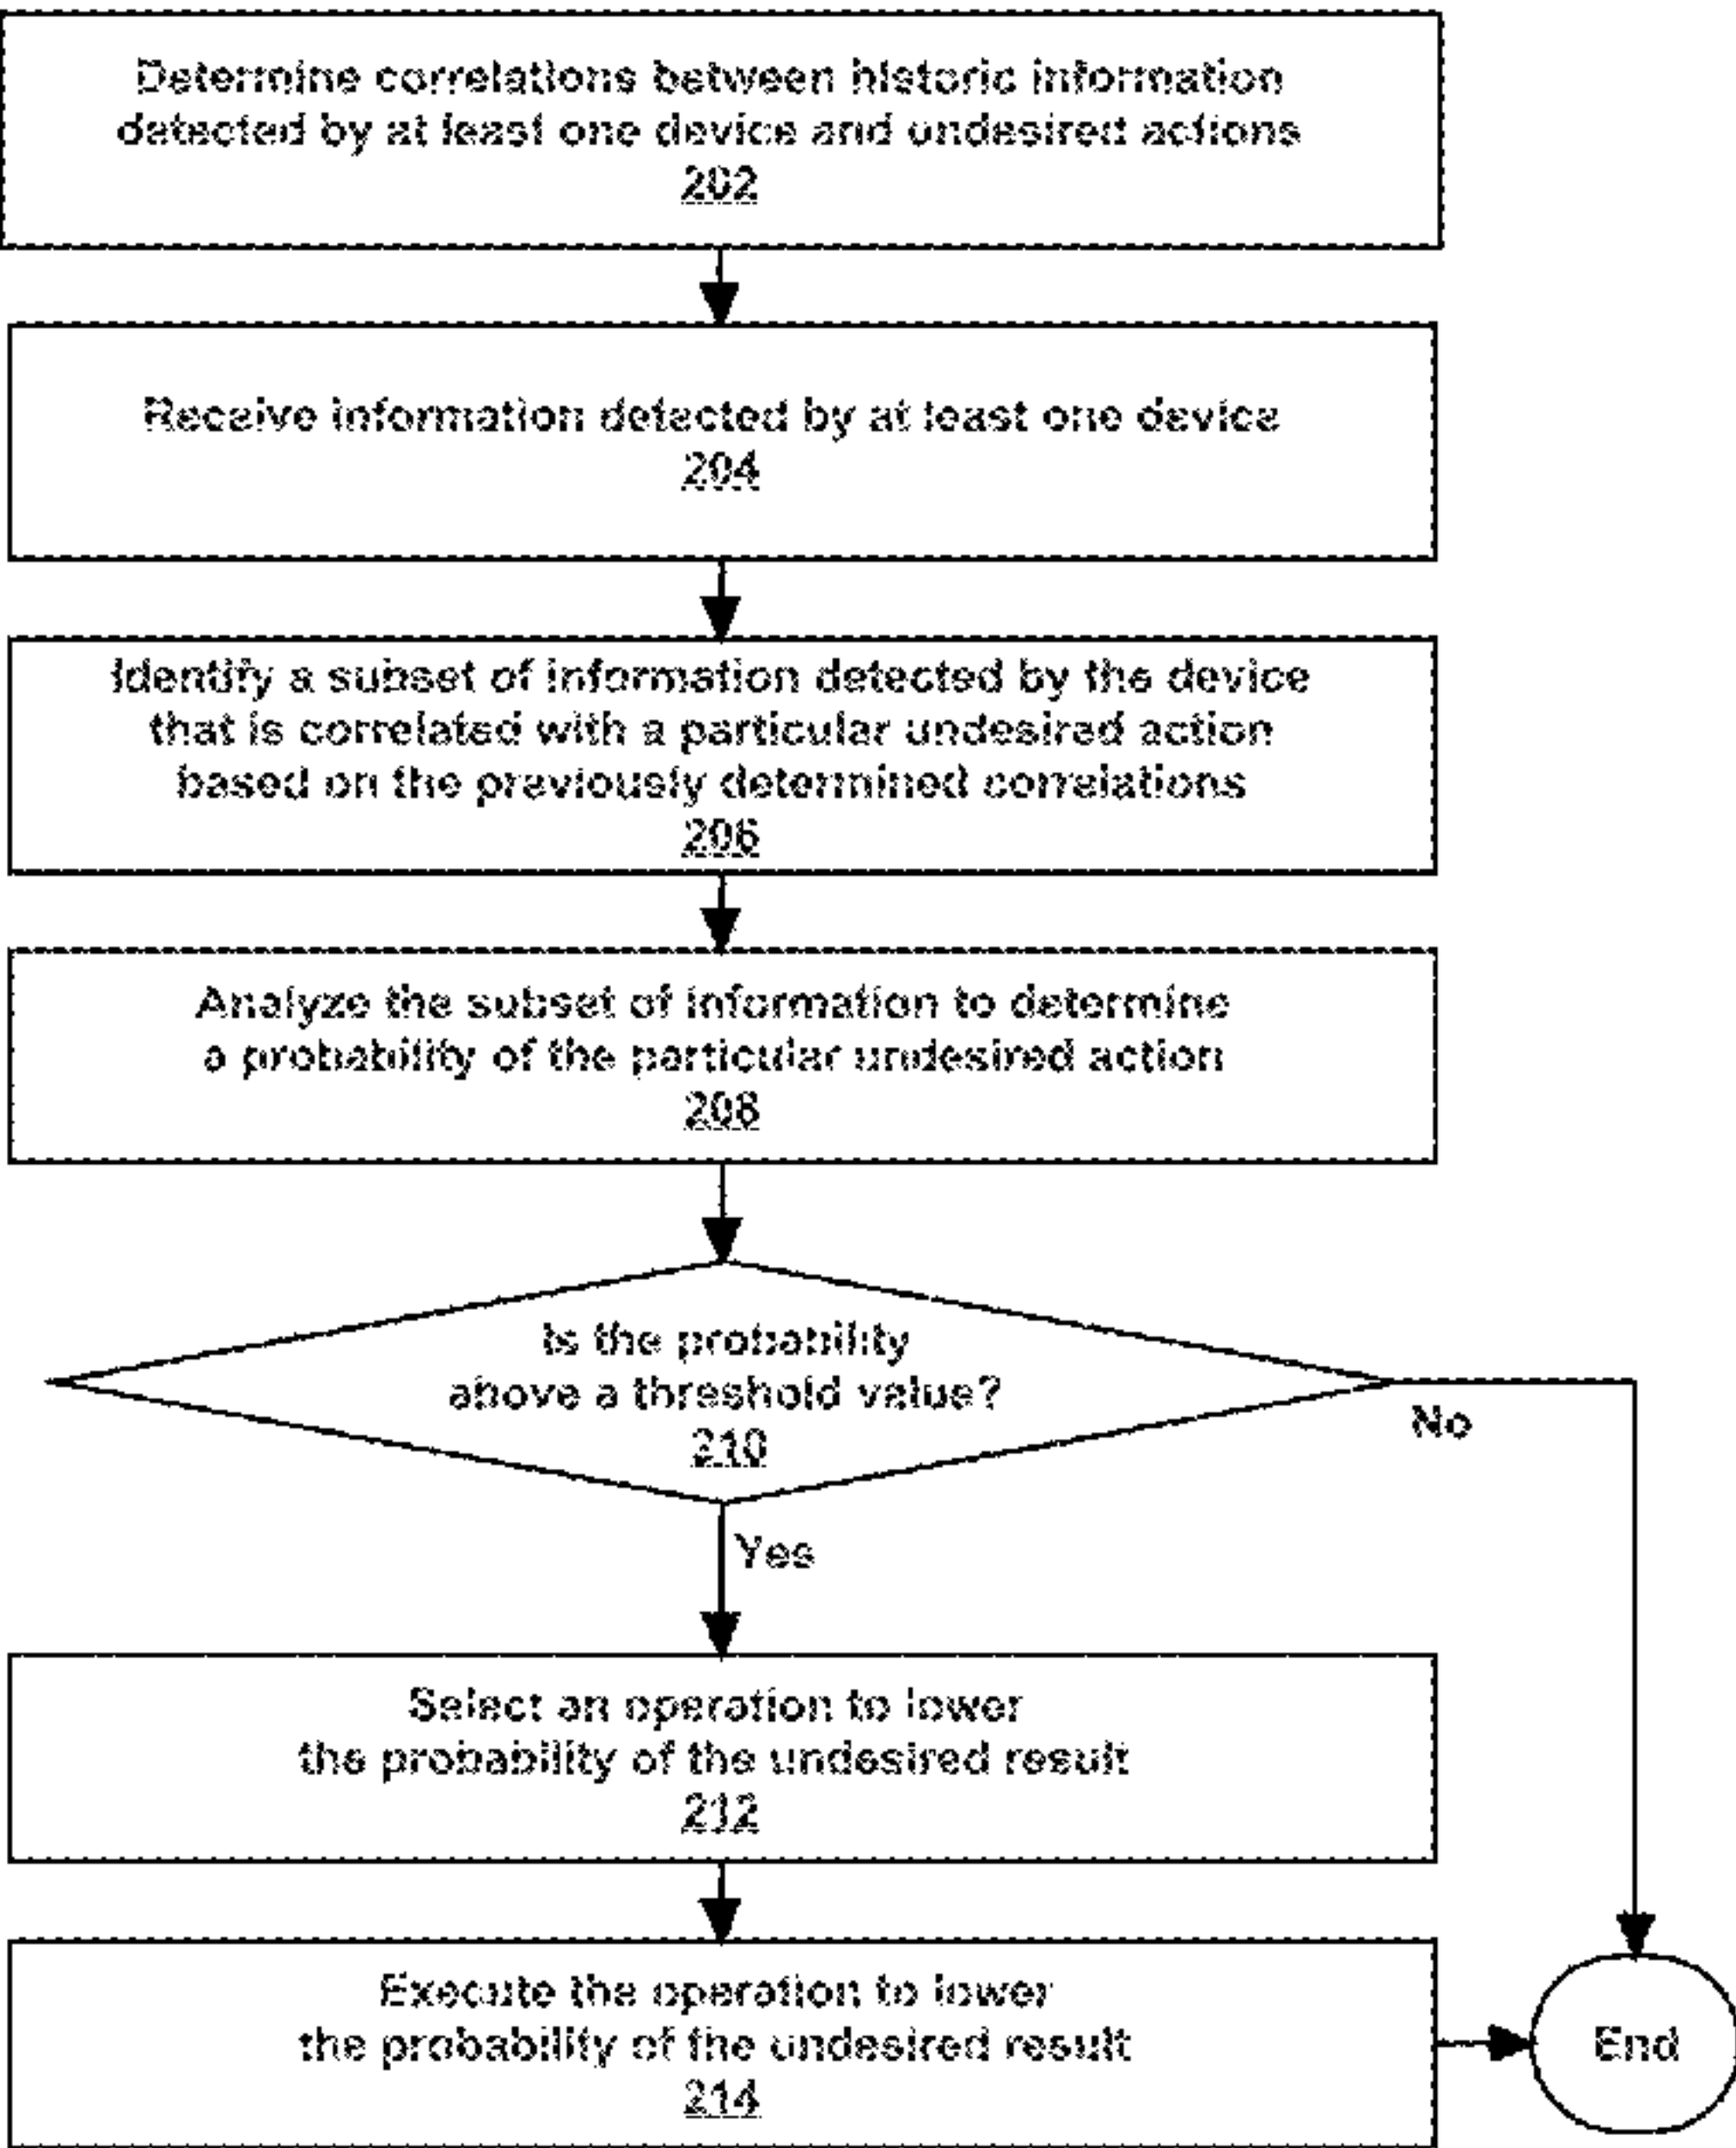 Determine correlations between historic information
detected by at least one device and undesired actions
202
Receive information detected by at least one device
204
Identify a subset of information detected by the device
that is correlated with a particular undesired action
based on the previously determined correlations
206
Analyze the subset of information to determine
a probability of the particular undesired action
208
Is the probability
above a threshold value?
210
No
Yes
Select an operation to lower
the probability of the undesired result
212
Execute the operation to lower
the probability of the undesired result
214
End